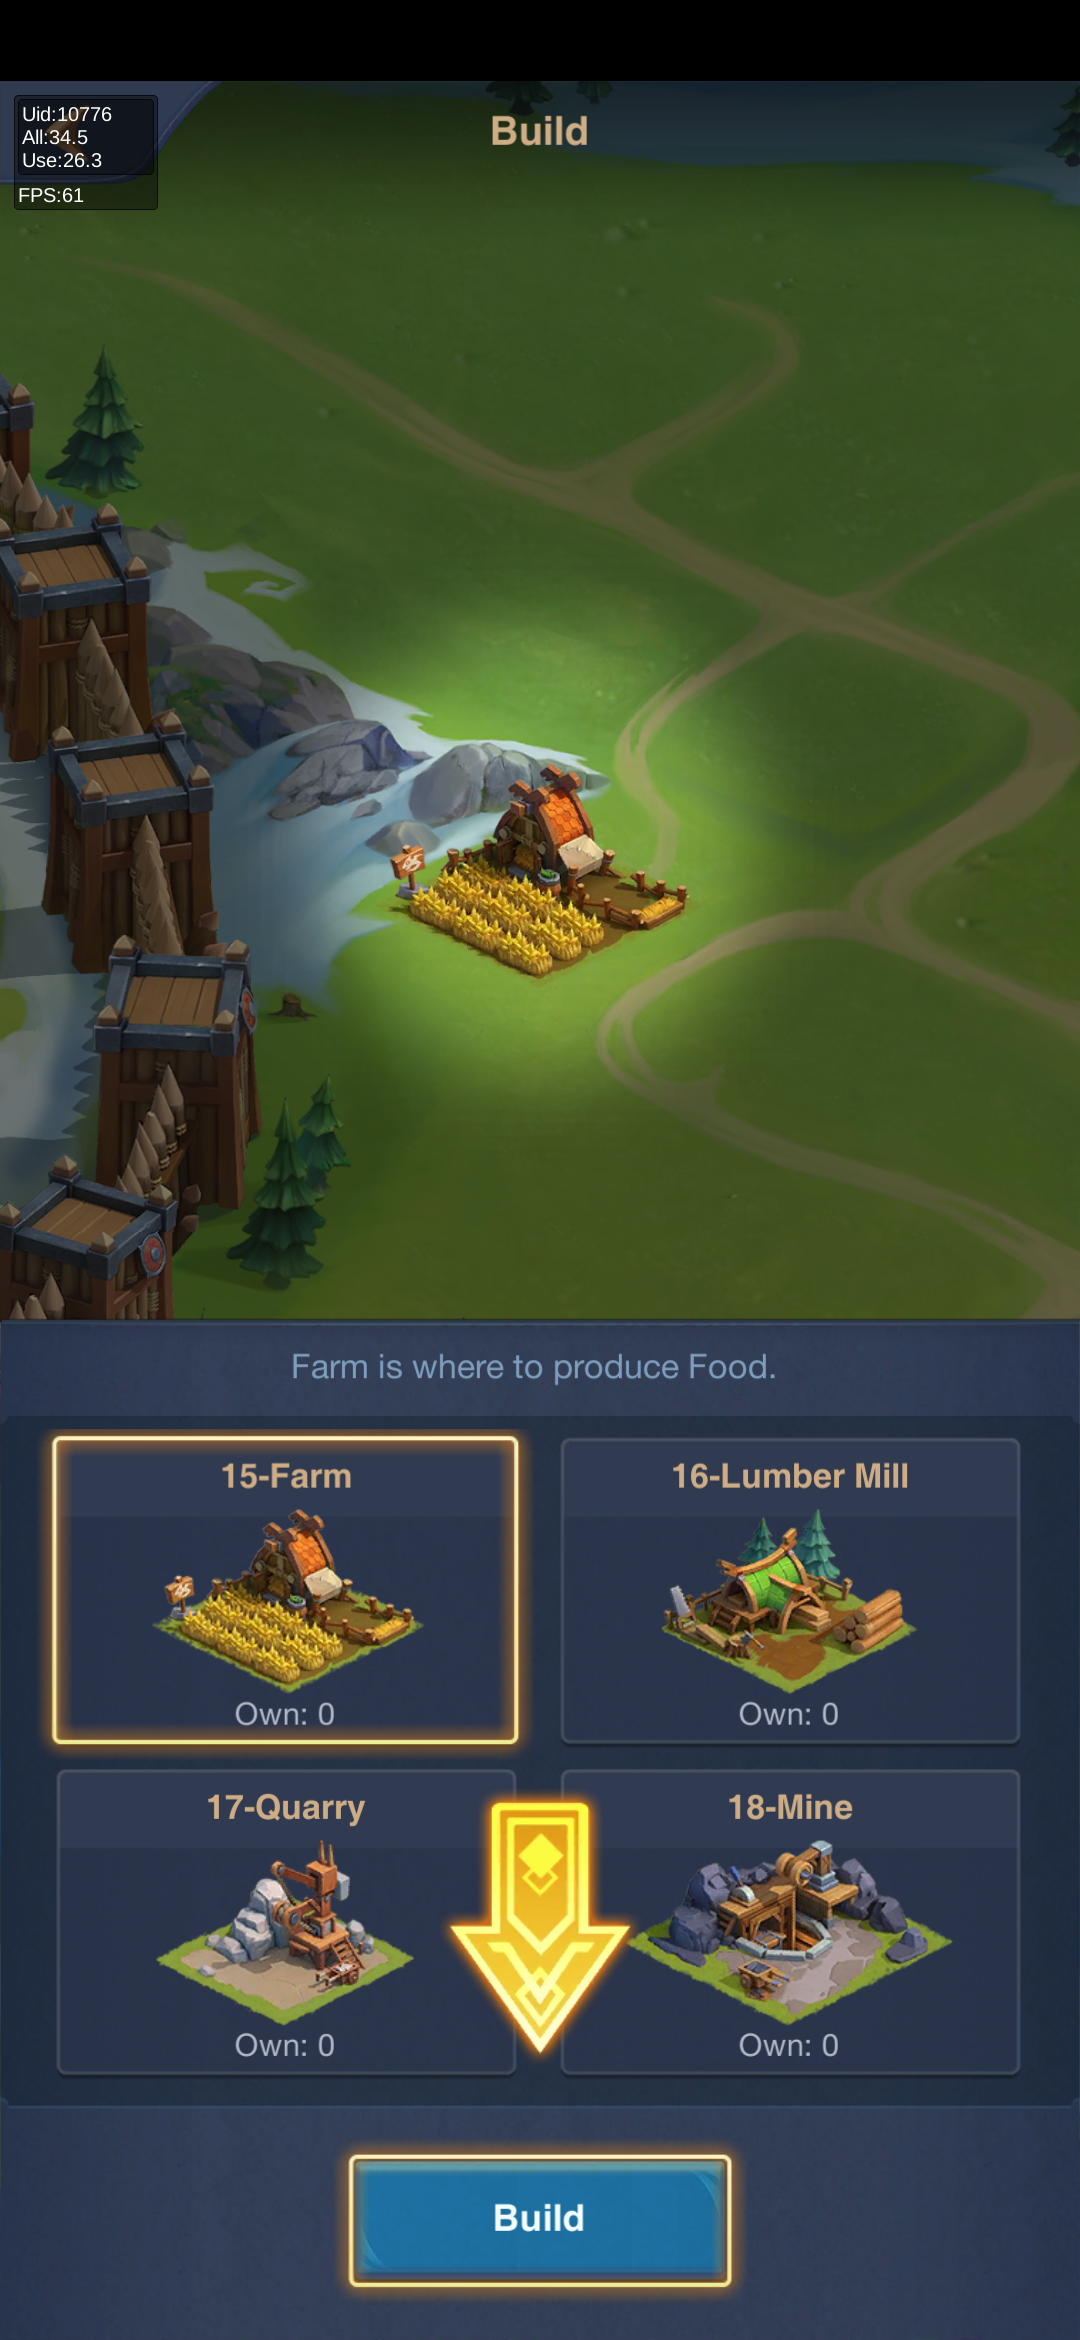 Uid:10776
All:34.5
Use:26.3
FPS:61
Build
Farm is where to produce Food.
15-Farm
Own: 0
16-Lumber Mill
Own: 0
17-Quarry
Own: 0
18-Mine
Own: 0
Build